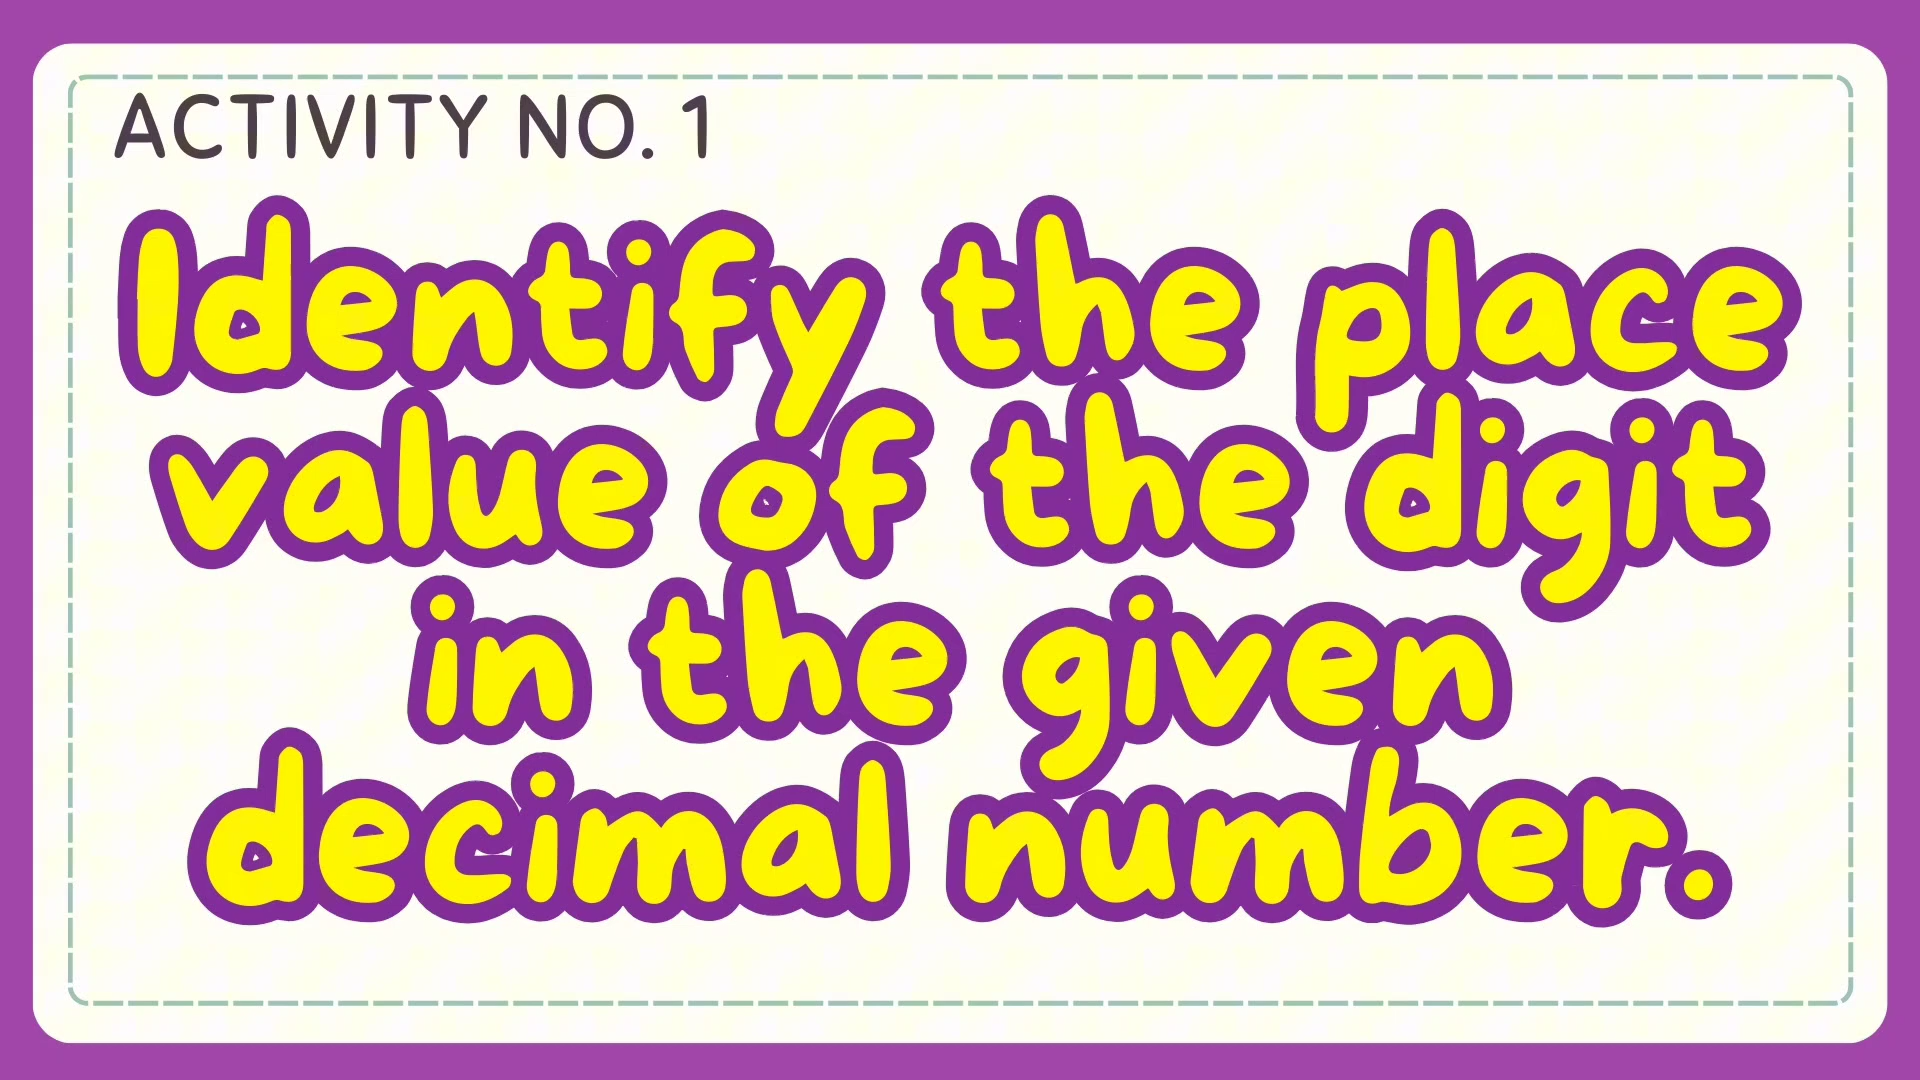 ACTIVITY NO. 1
Identify the place
value of the digit
in the given
decimal number.